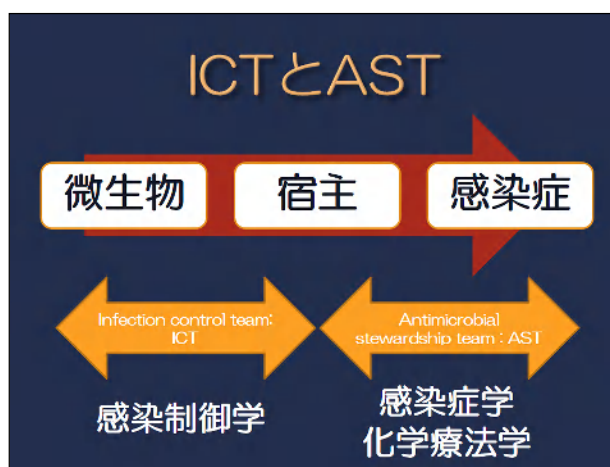 ICTとAST
微生物
宿主
感染症
Infection control team:
ICT
Antimicrobial
stewardship team : AST
感染制御学
感染症学
化学療法学